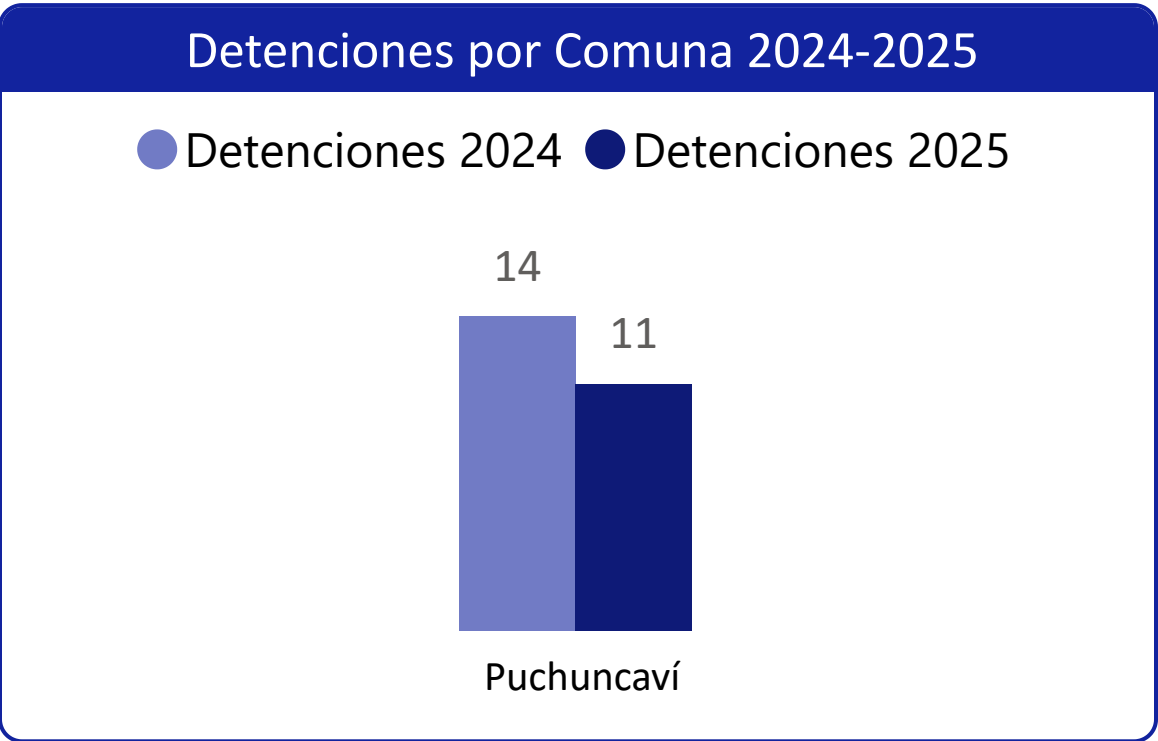 Detenciones por Comuna 2024-2025
Detenciones 2024 Detenciones 2025
14
11
Puchuncaví